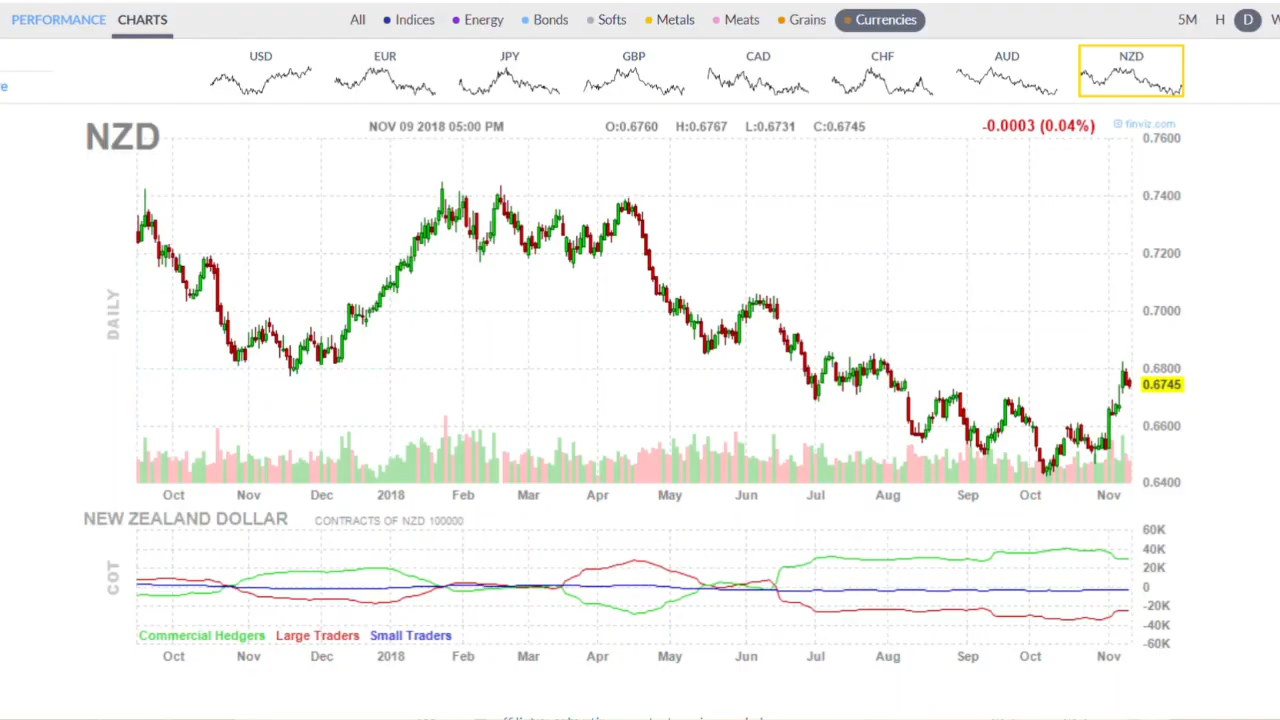 PERFORMANCE CHARTS All Indices Energy Bonds Softs Metals Meats Grains Currencies 5M H D W
USD EUR JPY GBP CAD CHF AUD NZD
e
NZD NOV 09 2018 05:00 PM O:0.6760 H:0.6767 L:0.6731 C:0.6745 -0.0003 (0.04%) finviz.com
0.7600
0.7400
0.7200
0.7000
DAILY
0.6800
0.6745
0.6600
0.6400
Oct Nov Dec 2018 Feb Mar Apr May Jun Jul Aug Sep Oct Nov
NEW ZEALAND DOLLAR CONTRACTS OF NZD 100000
60K
40K
20K
COT
0
-20K
-40K
-60K
Commercial Hedgers Large Traders Small Traders
Oct Nov Dec 2018 Feb Mar Apr May Jun Jul Aug Sep Oct Nov